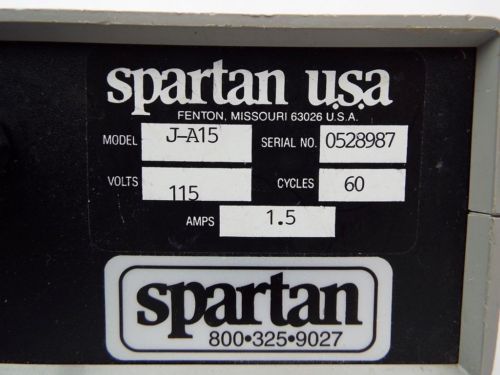 spartan u.s.a
FENTON, MISSOURI 63026 U.S.A.
MODEL J-A15 SERIAL NO. 0528987
VOLTS 115 CYCLES 60
AMPS 1.5
spartan
800•325•9027